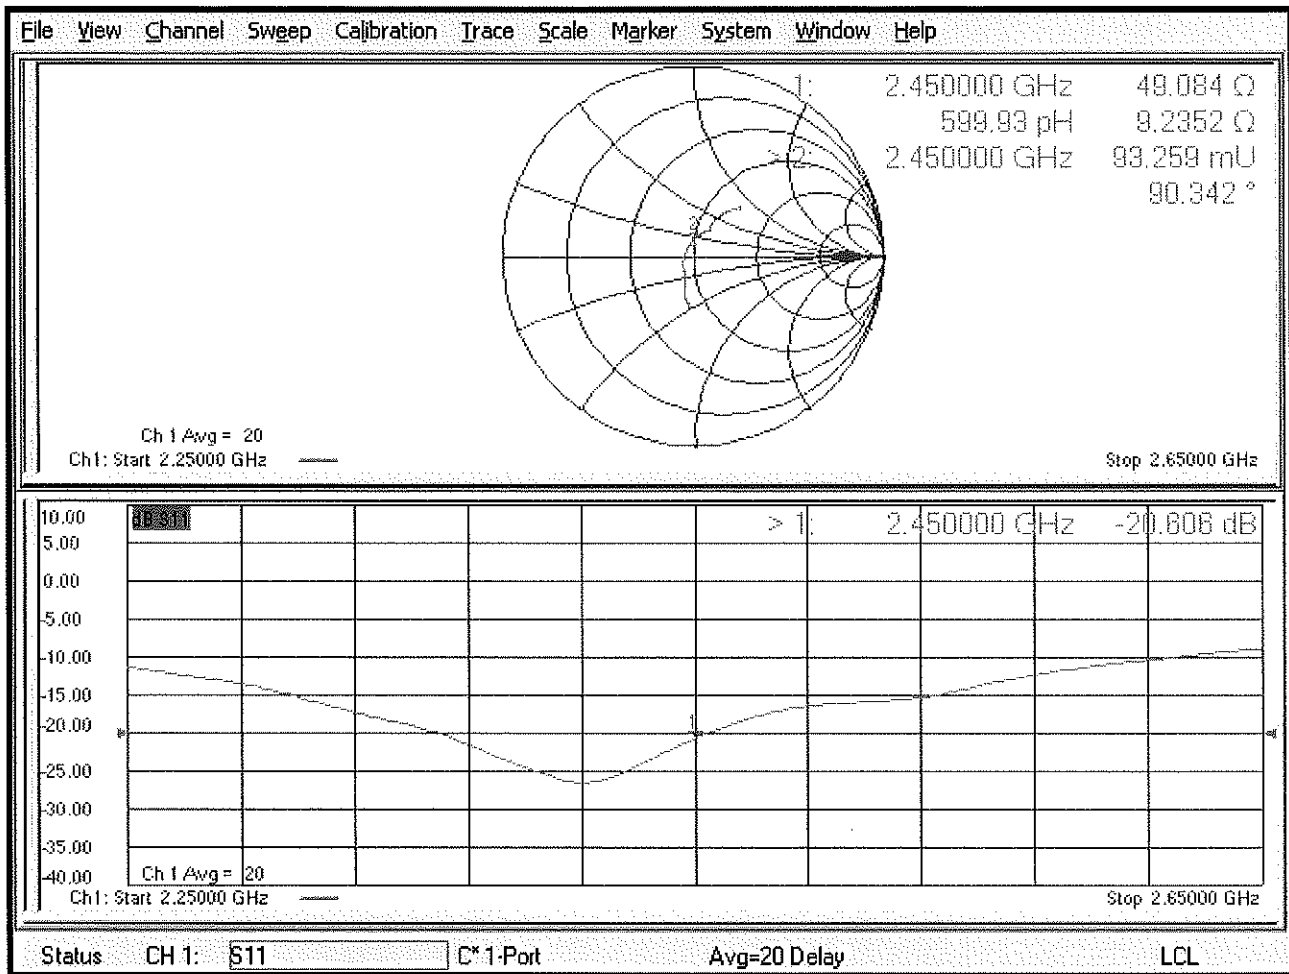 File View Channel Sweep Calibration Trace Scale Marker System Window Help
1: 2.450000 GHz 49.084 Ω
599.93 pH 9.2352 Ω
> 2: 2.450000 GHz 93.259 mU
90.342 °
2
Ch 1 Avg = 20
Ch1: Start 2.25000 GHz
Stop 2.65000 GHz
10.00
dB S11
> 1: 2.450000 GHz -20.606 dB
5.00
0.00
-5.00
-10.00
-15.00
-20.00
1
-25.00
-30.00
-35.00
-40.00
Ch 1 Avg = 20
Ch1: Start 2.25000 GHz
Stop 2.65000 GHz
Status CH 1: S11 C* 1-Port Avg=20 Delay LCL